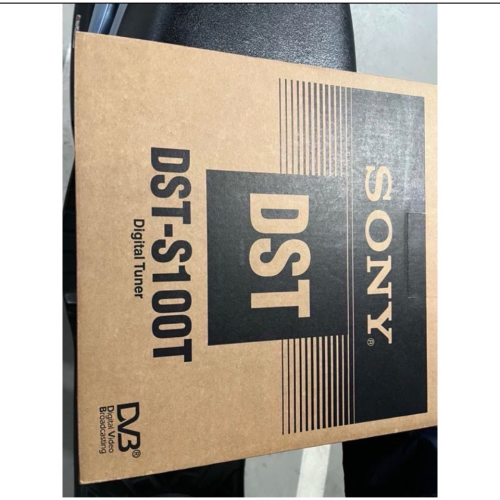 SONY®
DST
DST-S100T
Digital Tuner
DVB®
Digital Video
Broadcasting